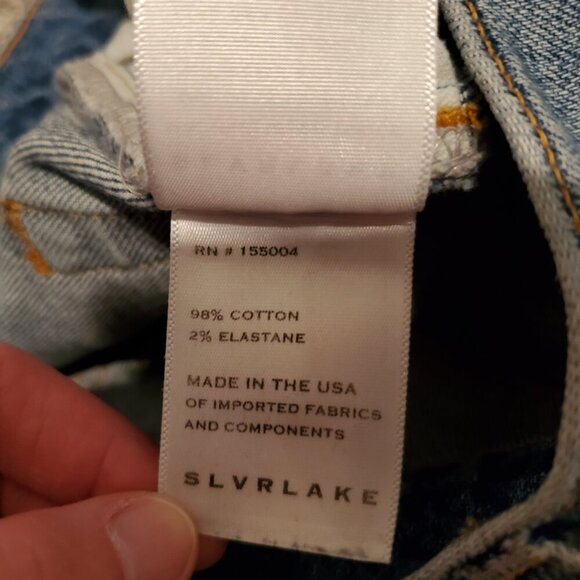 RN # 155004
98% COTTON
2% ELASTANE
MADE IN THE USA
OF IMPORTED FABRICS
AND COMPONENTS
SLVRLAKE